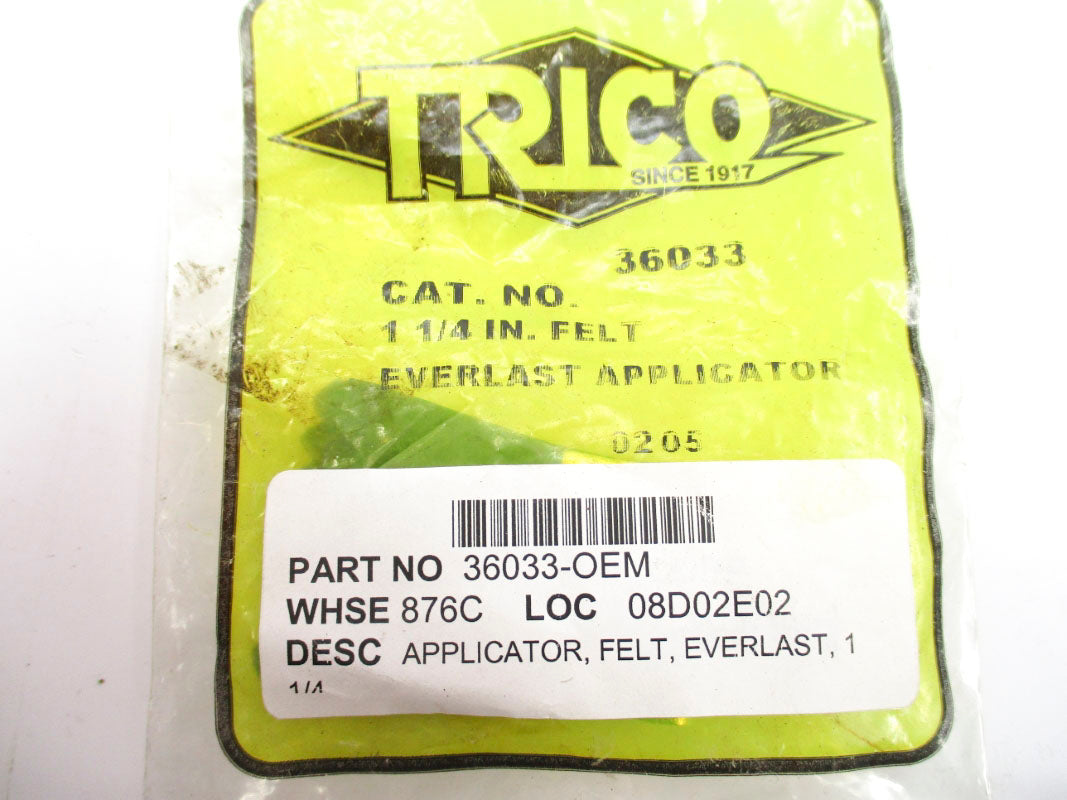 TRICO
SINCE 1917
36033
CAT. NO.
1 1/4 IN. FELT
EVERLAST APPLICATOR
0205
PART NO 36033-OEM
WHSE 876C LOC 08D02E02
DESC APPLICATOR, FELT, EVERLAST, 1
1/4